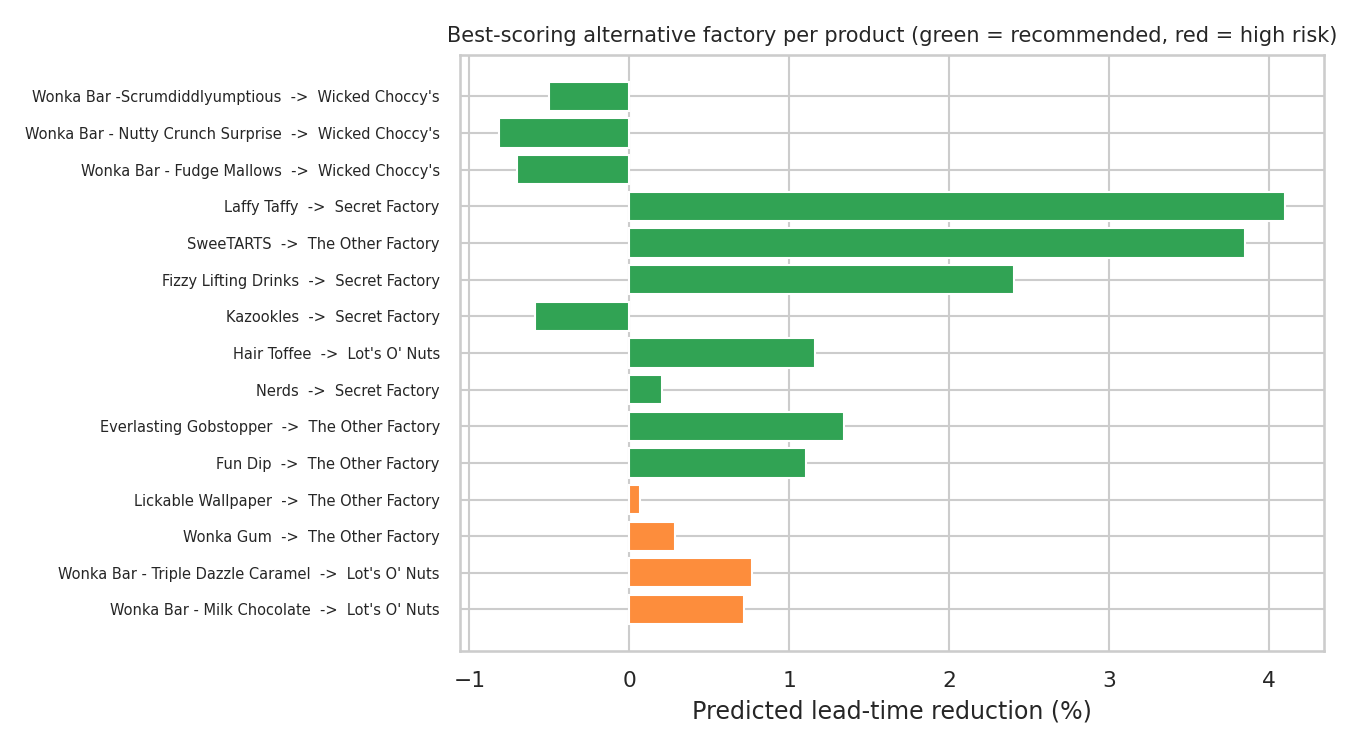 Best-scoring alternative factory per product (green = recommended, red = high risk)
Wonka Bar -Scrumdiddlyumptious -> Wicked Choccy's
Wonka Bar - Nutty Crunch Surprise -> Wicked Choccy's
Wonka Bar - Fudge Mallows -> Wicked Choccy's
Laffy Taffy -> Secret Factory
SweeTARTS -> The Other Factory
Fizzy Lifting Drinks -> Secret Factory
Kazookles -> Secret Factory
Hair Toffee -> Lot's O' Nuts
Nerds -> Secret Factory
Everlasting Gobstopper -> The Other Factory
Fun Dip -> The Other Factory
Lickable Wallpaper -> The Other Factory
Wonka Gum -> The Other Factory
Wonka Bar - Triple Dazzle Caramel -> Lot's O' Nuts
Wonka Bar - Milk Chocolate -> Lot's O' Nuts
−1 0 1 2 3 4
Predicted lead-time reduction (%)